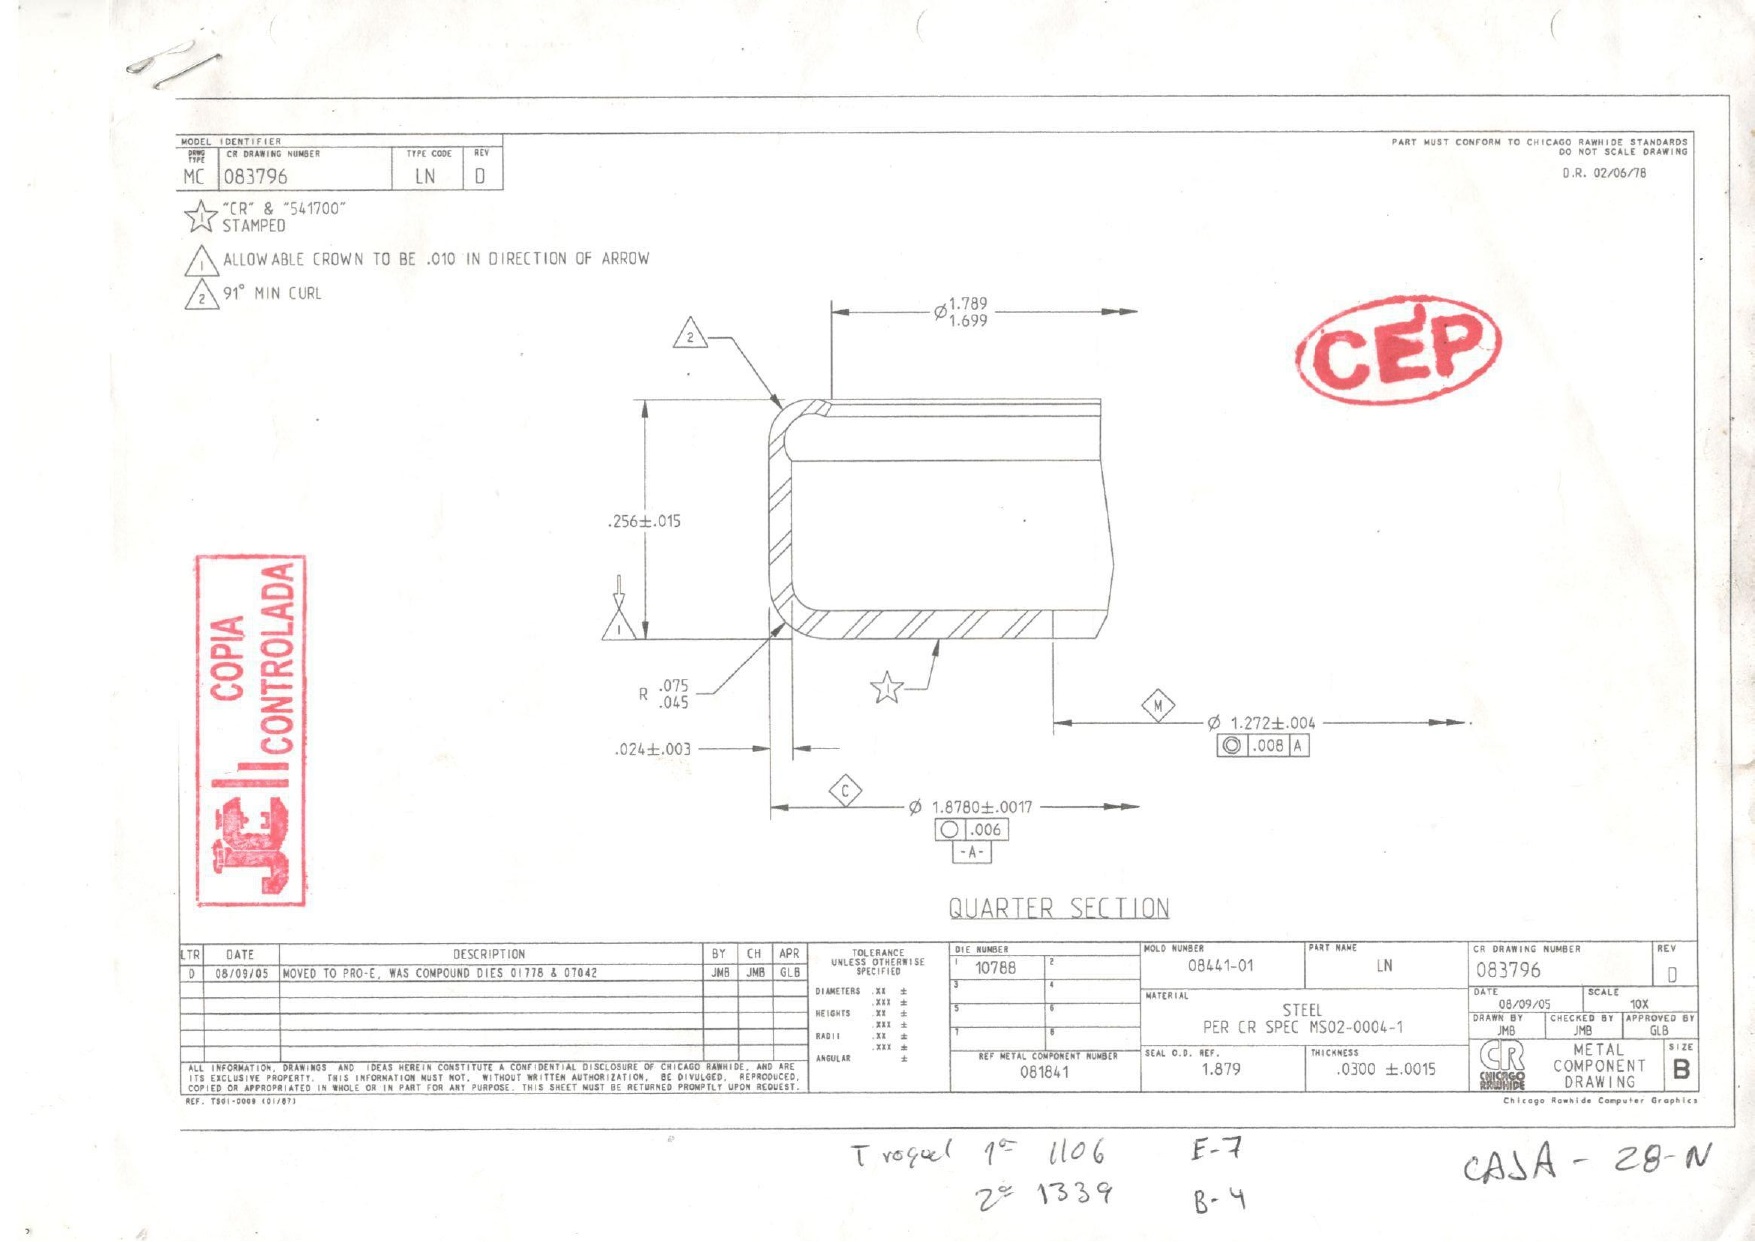 MODEL IDENTIFIER
DRWG TYPE CR DRAWING NUMBER TYPE CODE REV
MC 083796 LN D
PART MUST CONFORM TO CHICAGO RAWHIDE STANDARDS
DO NOT SCALE DRAWING
D.R. 02/06/78
1 "CR" & "541700"
STAMPED
1 ALLOWABLE CROWN TO BE .010 IN DIRECTION OF ARROW
2 91° MIN CURL
Ø1.789
1.699
2
CEP
.256±.015
1
COPIA
CONTROLADA
R .075
.045
1
M
Ø 1.272±.004
.008 A
.024±.003
C
Ø 1.8780±.0017
.006
-A-
QUARTER SECTION
LTR DATE DESCRIPTION BY CH APR
D 08/09/05 MOVED TO PRO-E, WAS COMPOUND DIES 01778 & 07042 JMB JMB GLB
ALL INFORMATION, DRAWINGS AND IDEAS HEREIN CONSTITUTE A CONFIDENTIAL DISCLOSURE OF CHICAGO RAWHIDE, AND ARE
ITS EXCLUSIVE PROPERTY. THIS INFORMATION MUST NOT, WITHOUT WRITTEN AUTHORIZATION, BE DIVULGED, REPRODUCED,
COPIED OR APPROPRIATED IN WHOLE OR IN PART FOR ANY PURPOSE. THIS SHEET MUST BE RETURNED PROMPTLY UPON REQUEST.
REF. TS01-0009 (01/87)
TOLERANCE
UNLESS OTHERWISE
SPECIFIED
DIAMETERS .XX ±
.XXX ±
HEIGHTS .XX ±
.XXX ±
RADII .XX ±
.XXX ±
ANGULAR ±
DIE NUMBER
1 10788 2
3 4
5 6
7 8
REF METAL COMPONENT NUMBER
081841
MOLD NUMBER
08441-01
PART NAME
LN
MATERIAL
STEEL
PER CR SPEC MS02-0004-1
SEAL O.D. REF.
1.879
THICKNESS
.0300 ±.0015
CR DRAWING NUMBER REV
083796 D
DATE SCALE
08/09/05 10X
DRAWN BY CHECKED BY APPROVED BY
JMB JMB GLB
CR
CHICAGO
RAWHIDE
METAL
COMPONENT
DRAWING
SIZE
B
Chicago Rawhide Computer Graphics
Troquel 1ª 1106 E-7
2ª 1339 B-4
CAJA - 28-N